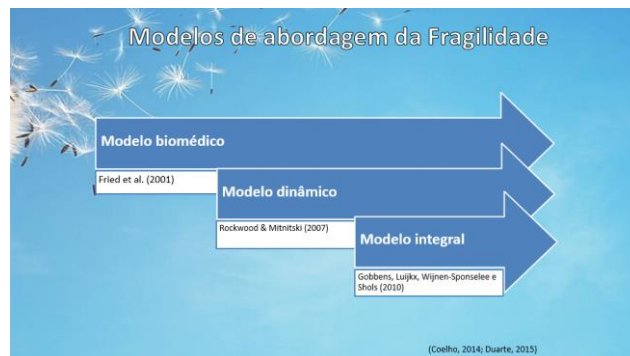 Modelos de abordagem da Fragilidade
Modelo biomédico
Fried et al. (2001)
Modelo dinâmico
Rockwood & Mitnitski (2007)
Modelo integral
Gobbens, Luijkx, Wijnen-Sponselee e
Shols (2010)
(Coelho, 2014; Duarte, 2015)